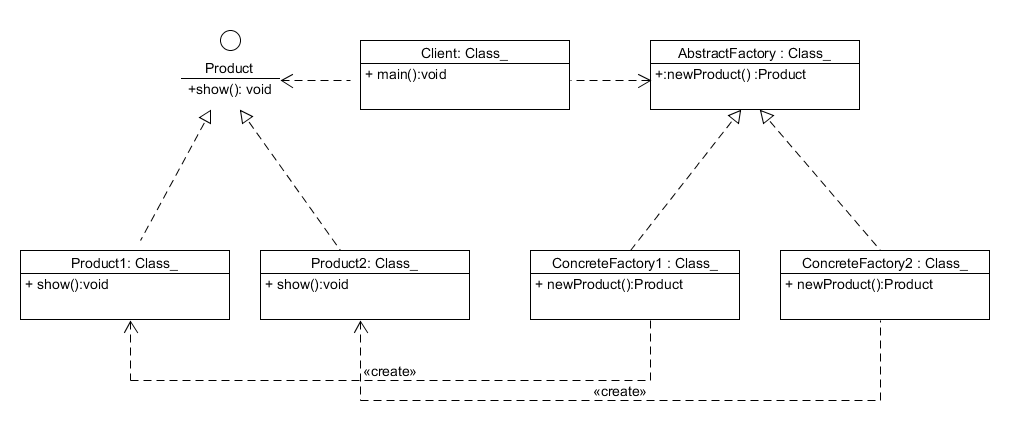 Product
+show(): void
Client: Class_
+ main():void
AbstractFactory : Class_
+:newProduct() :Product
Product1: Class_
+ show():void
Product2: Class_
+ show():void
ConcreteFactory1 : Class_
+ newProduct():Product
ConcreteFactory2 : Class_
+ newProduct():Product
«create»
«create»